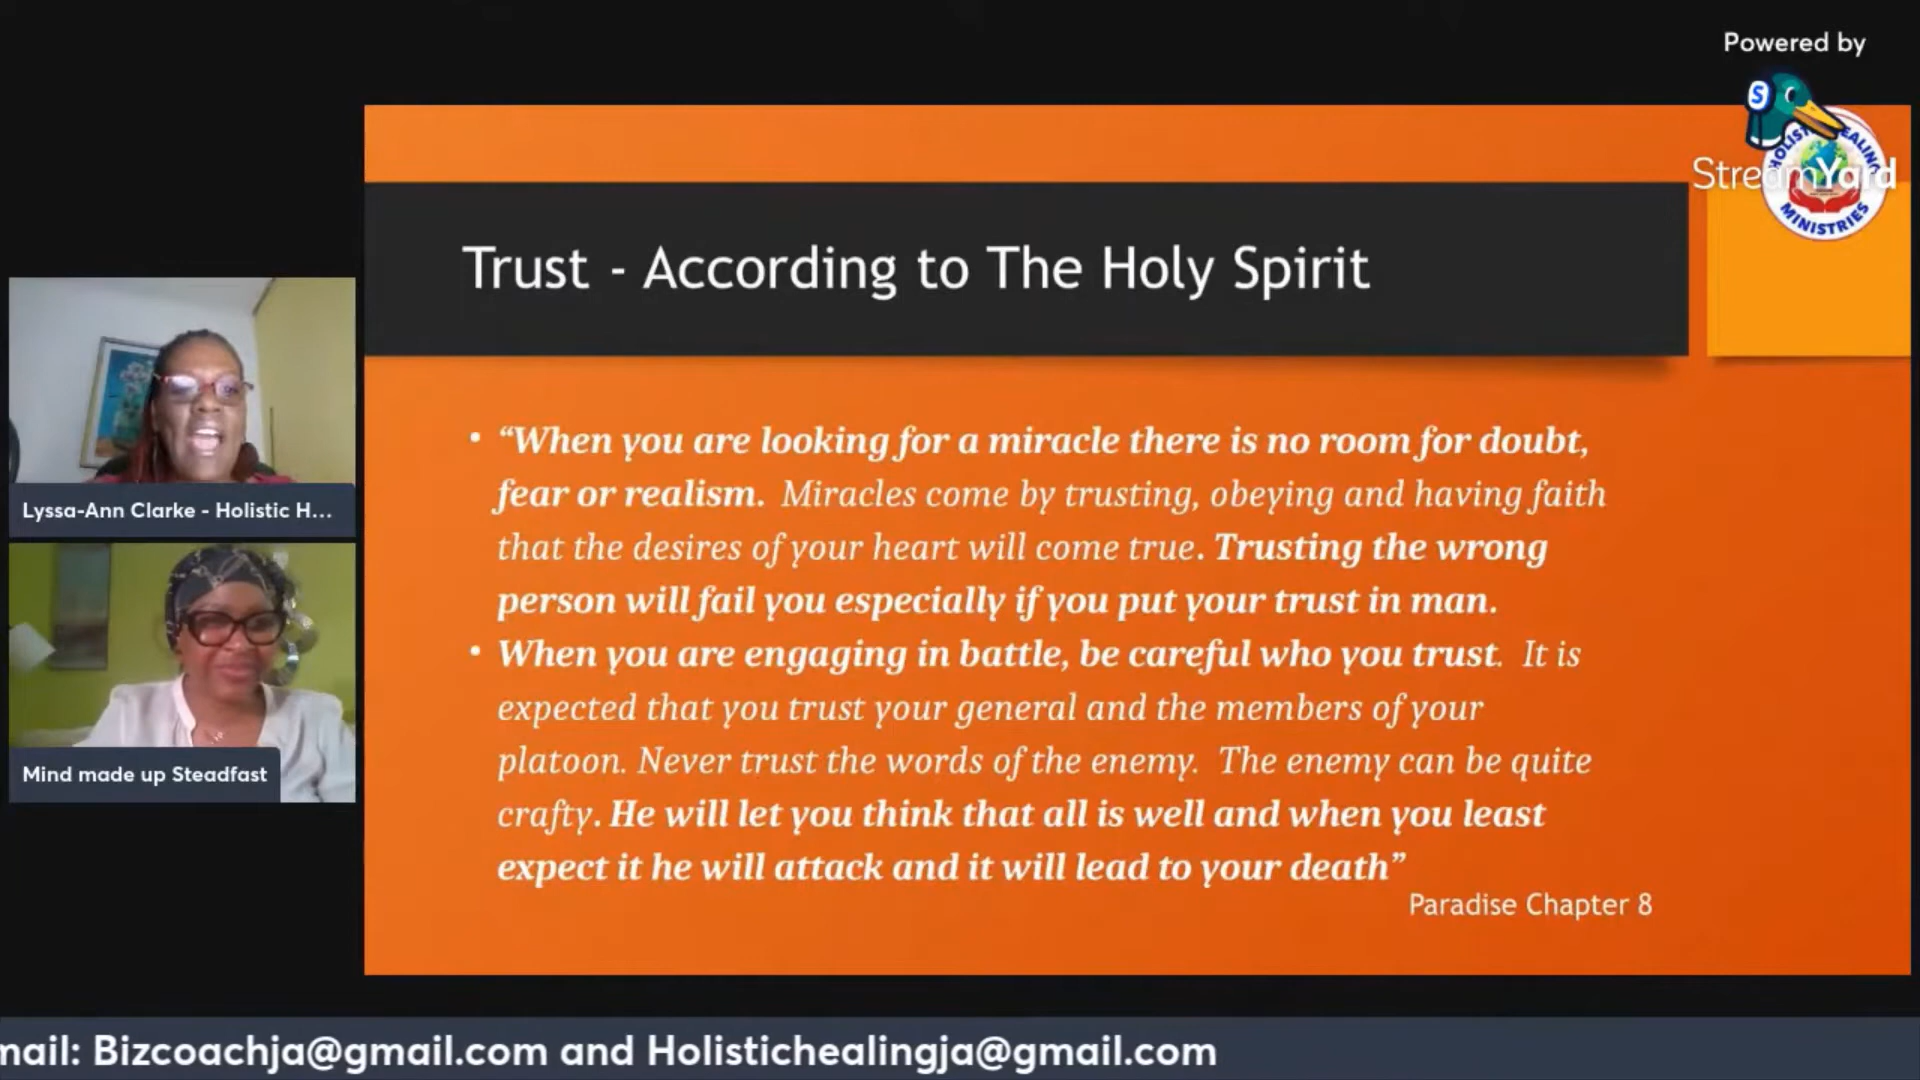 Powered by
S
StreamYard
HOLISTIC HEALING
MINISTRIES
Trust - According to The Holy Spirit
• “When you are looking for a miracle there is no room for doubt,
fear or realism.  Miracles come by trusting, obeying and having faith
that the desires of your heart will come true. Trusting the wrong
person will fail you especially if you put your trust in man.
• When you are engaging in battle, be careful who you trust.  It is
expected that you trust your general and the members of your
platoon. Never trust the words of the enemy.  The enemy can be quite
crafty. He will let you think that all is well and when you least
expect it he will attack and it will lead to your death”
Paradise Chapter 8
Lyssa-Ann Clarke - Holistic H...
Mind made up Steadfast
mail: Bizcoachja@gmail.com and Holistichealingja@gmail.com